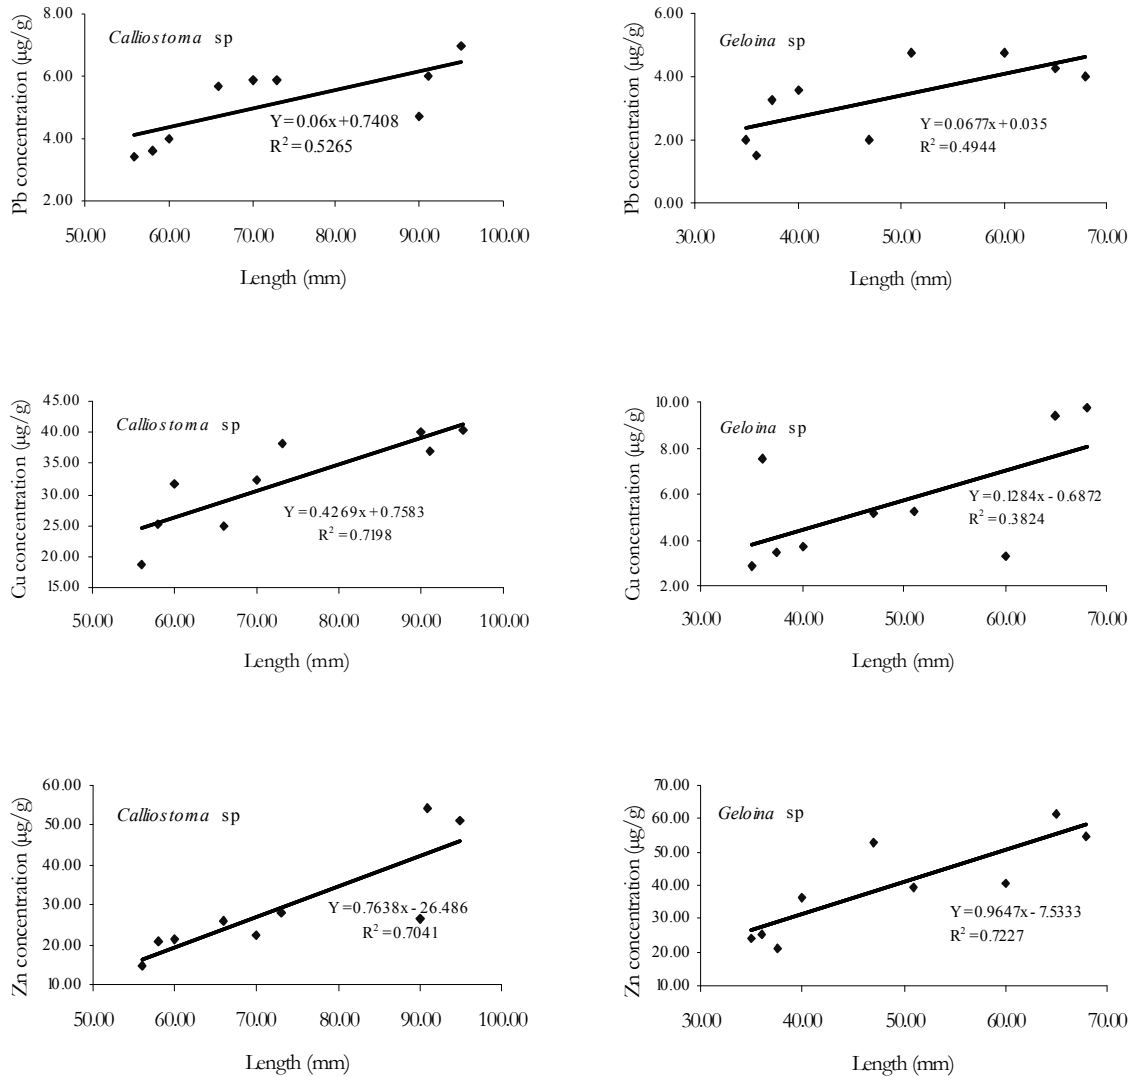 8.00
Calliostoma sp
6.00
Y=0.06x+0.7408
R²=0.5265
4.00
2.00
Pb concentration (µg/g)
50.00 60.00 70.00 80.00 90.00 100.00
Length (mm)
6.00
Geloina sp
4.00
Y=0.0677x+0.035
R²=0.4944
2.00
0.00
Pb concentration (µg/g)
30.00 40.00 50.00 60.00 70.00
Length (mm)
45.00
Calliostoma sp
40.00
35.00
30.00
Y=0.4269x+0.7583
25.00
R²=0.7198
20.00
15.00
Cu concentration (µg/g)
50.00 60.00 70.00 80.00 90.00 100.00
Length (mm)
10.00
Geloina sp
8.00
6.00
Y=0.1284x-0.6872
R²=0.3824
4.00
2.00
Cu concentration (µg/g)
30.00 40.00 50.00 60.00 70.00
Length (mm)
60.00
Calliostoma sp
50.00
40.00
30.00
Y=0.7638x-26.486
R²=0.7041
20.00
10.00
Zn concentration (µg/g)
50.00 60.00 70.00 80.00 90.00 100.00
Length (mm)
70.00
Geloina sp
60.00
50.00
40.00
30.00
Y=0.9647x-7.5333
R²=0.7227
20.00
10.00
Zn concentration (µg/g)
30.00 40.00 50.00 60.00 70.00
Length (mm)